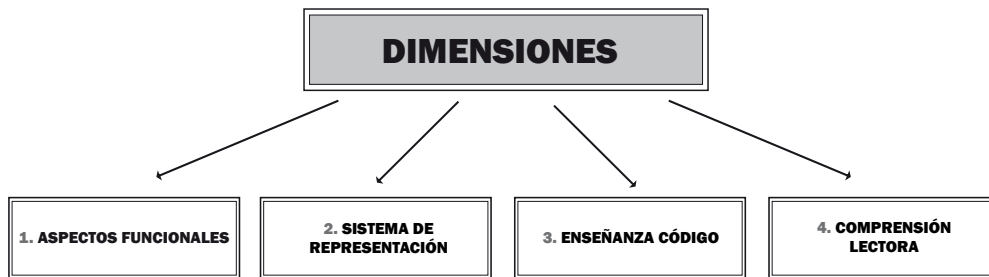 DIMENSIONES
1. ASPECTOS FUNCIONALES
2. SISTEMA DE
REPRESENTACIÓN
3. ENSEÑANZA CÓDIGO
4. COMPRENSIÓN
LECTORA